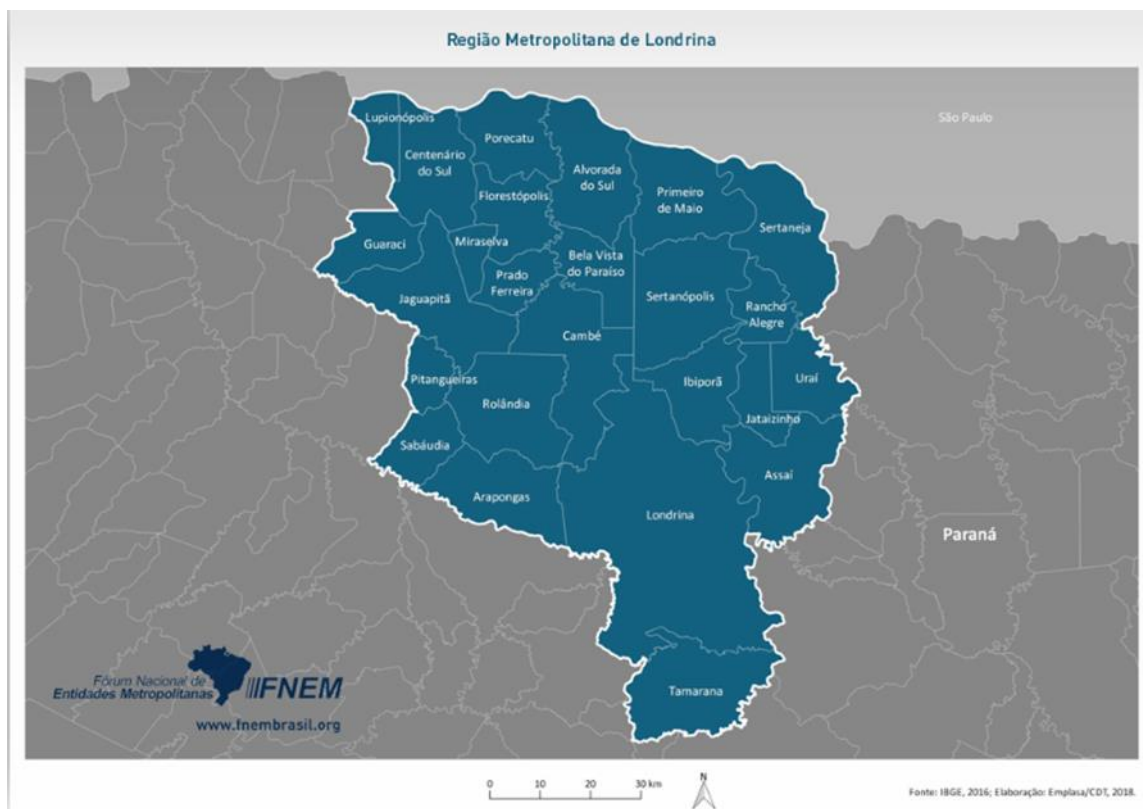 Região Metropolitana de Londrina
São Paulo
Lupionópolis
Porecatu
Centenário
do Sul
Alvorada
do Sul
Primeiro
de Maio
Florestópolis
Sertaneja
Guaraci
Miraselva
Bela Vista
do Paraíso
Prado
Ferreira
Jaguapitã
Sertanópolis
Rancho
Alegre
Cambé
Pitangueiras
Ibiporã
Uraí
Rolândia
Jataizinho
Sabáudia
Assaí
Arapongas
Londrina
Paraná
Tamarana
Fórum Nacional de
Entidades Metropolitanas
FNEM
www.fnembrasil.org
0 10 20 30 km
N
Fonte: IBGE, 2016; Elaboração: Emplasa/CDT, 2018.